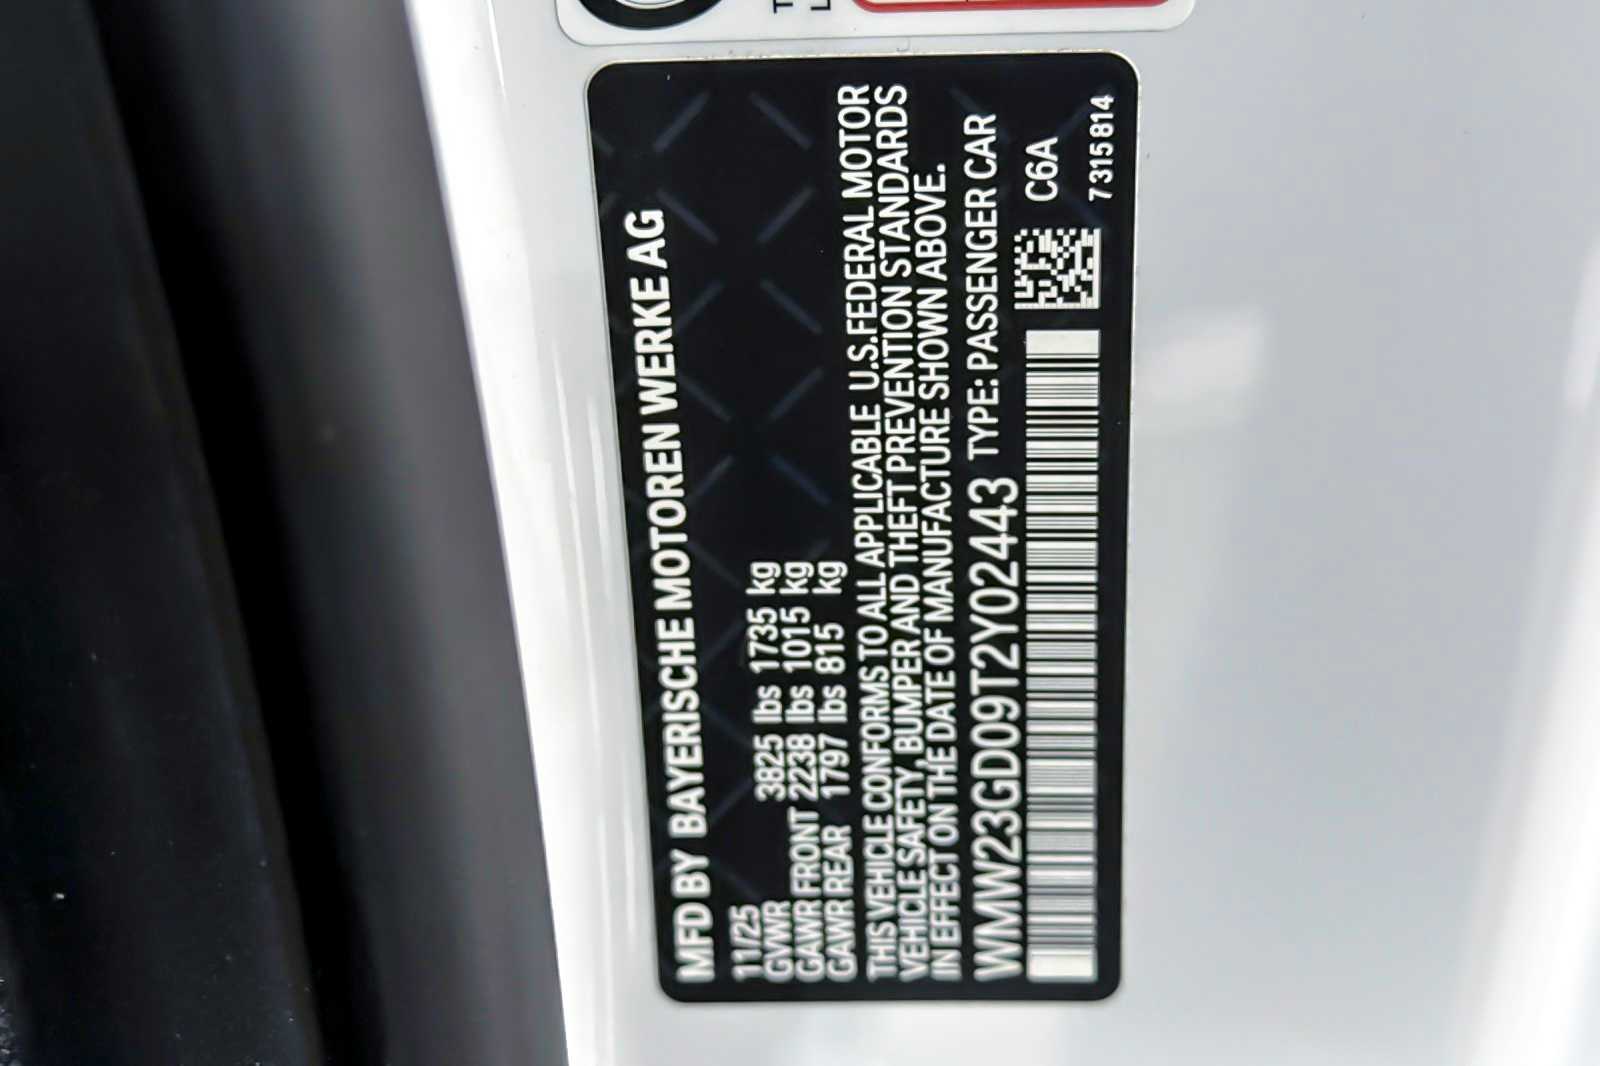 MFD BY BAYERISCHE MOTOREN WERKE AG
11/25
GVWR 3825 lbs 1735 kg
GAWR FRONT 2238 lbs 1015 kg
GAWR REAR 1797 lbs 815 kg
THIS VEHICLE CONFORMS TO ALL APPLICABLE U.S. FEDERAL MOTOR
VEHICLE SAFETY, BUMPER AND THEFT PREVENTION STANDARDS
IN EFFECT ON THE DATE OF MANUFACTURE SHOWN ABOVE.
WMW23GD09T2Y02443 TYPE: PASSENGER CAR
C6A
7315814